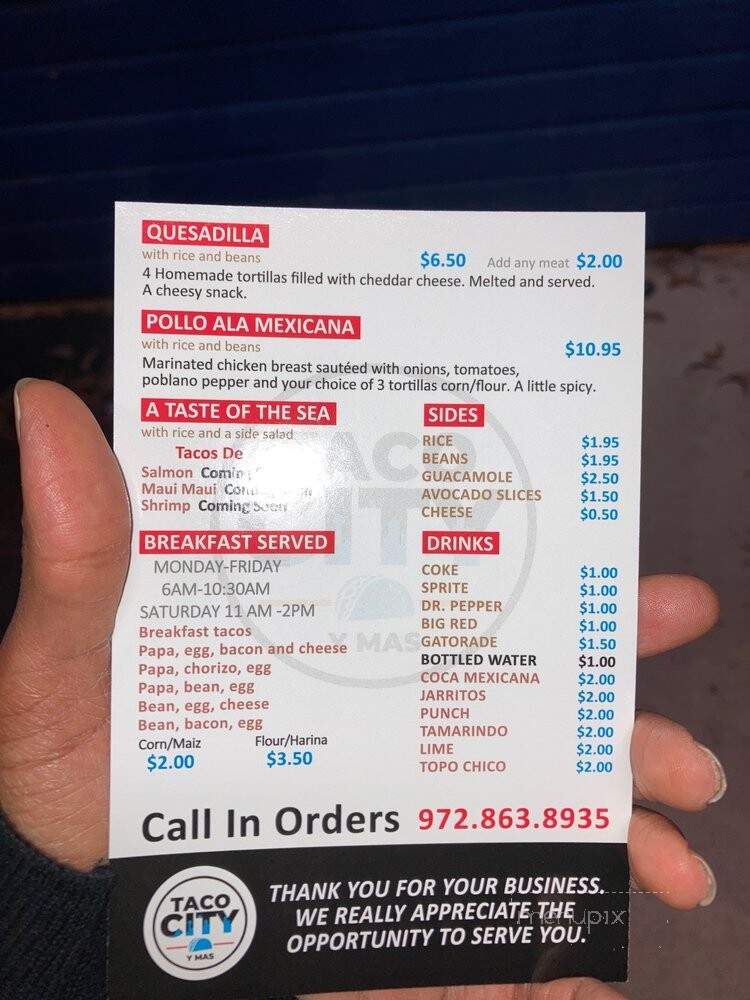 QUESADILLA
with rice and beans
$6.50 Add any meat $2.00
4 Homemade tortillas filled with cheddar cheese. Melted and served.
A cheesy snack.
POLLO ALA MEXICANA
with rice and beans
$10.95
Marinated chicken breast sautéed with onions, tomatoes,
poblano pepper and your choice of 3 tortillas corn/flour. A little spicy.
A TASTE OF THE SEA
with rice and a side salad
Tacos De
Salmon Coming
Maui Maui Coming Soon
Shrimp Coming Soon
BREAKFAST SERVED
MONDAY-FRIDAY
6AM-10:30AM
SATURDAY 11 AM -2PM
Breakfast tacos
Papa, egg, bacon and cheese
Papa, chorizo, egg
Papa, bean, egg
Bean, egg, cheese
Bean, bacon, egg
Corn/Maiz Flour/Harina
$2.00 $3.50
SIDES
RICE $1.95
BEANS $1.95
GUACAMOLE $2.50
AVOCADO SLICES $1.50
CHEESE $0.50
DRINKS
COKE $1.00
SPRITE $1.00
DR. PEPPER $1.00
BIG RED $1.00
GATORADE $1.50
BOTTLED WATER $1.00
COCA MEXICANA $2.00
JARRITOS $2.00
PUNCH $2.00
TAMARINDO $2.00
LIME $2.00
TOPO CHICO $2.00
TACO
CITY
Y MAS
Call In Orders 972.863.8935
TACO
CITY
Y MAS
THANK YOU FOR YOUR BUSINESS.
WE REALLY APPRECIATE THE
OPPORTUNITY TO SERVE YOU.
menupix